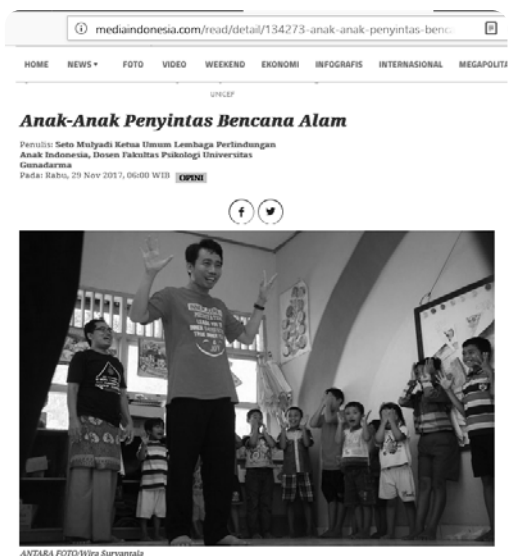 mediaindonesia.com/read/detail/134273-anak-anak-penyintas-benc
HOME NEWS FOTO VIDEO WEEKEND EKONOMI INFOGRAFIS INTERNASIONAL MEGAPOLITA
UNICEF
Anak-Anak Penyintas Bencana Alam
Penulis: Seto Mulyadi Ketua Umum Lembaga Perlindungan
Anak Indonesia, Dosen Fakultas Psikologi Universitas
Gunadarma
Pada: Rabu, 29 Nov 2017, 06:00 WIB OPINI
ANTARA FOTO/Wira Suryantala